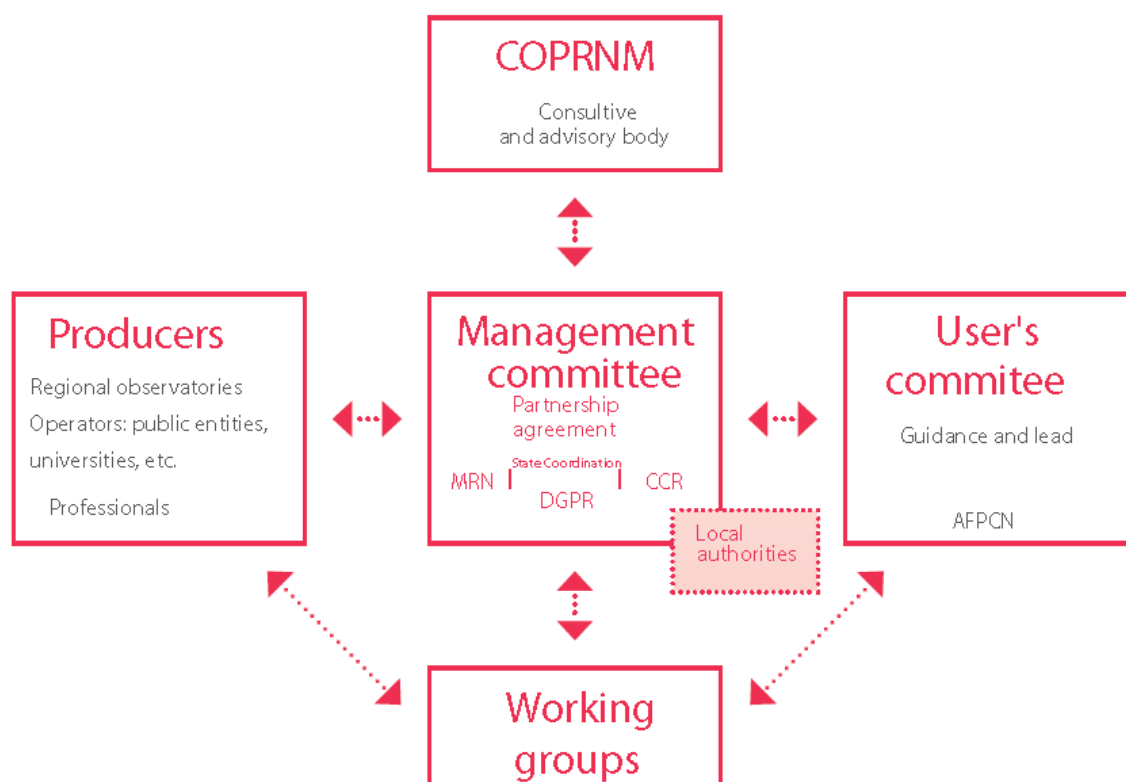 COPRNM
Consultive
and advisory body
Producers
Regional observatories
Operators: public entities,
universities, etc.
Professionals
Management
committee
Partnership
agreement
State Coordination
MRN
CCR
DGPR
Local
authorities
User's
commitee
Guidance and lead
AFPCN
Working
groups